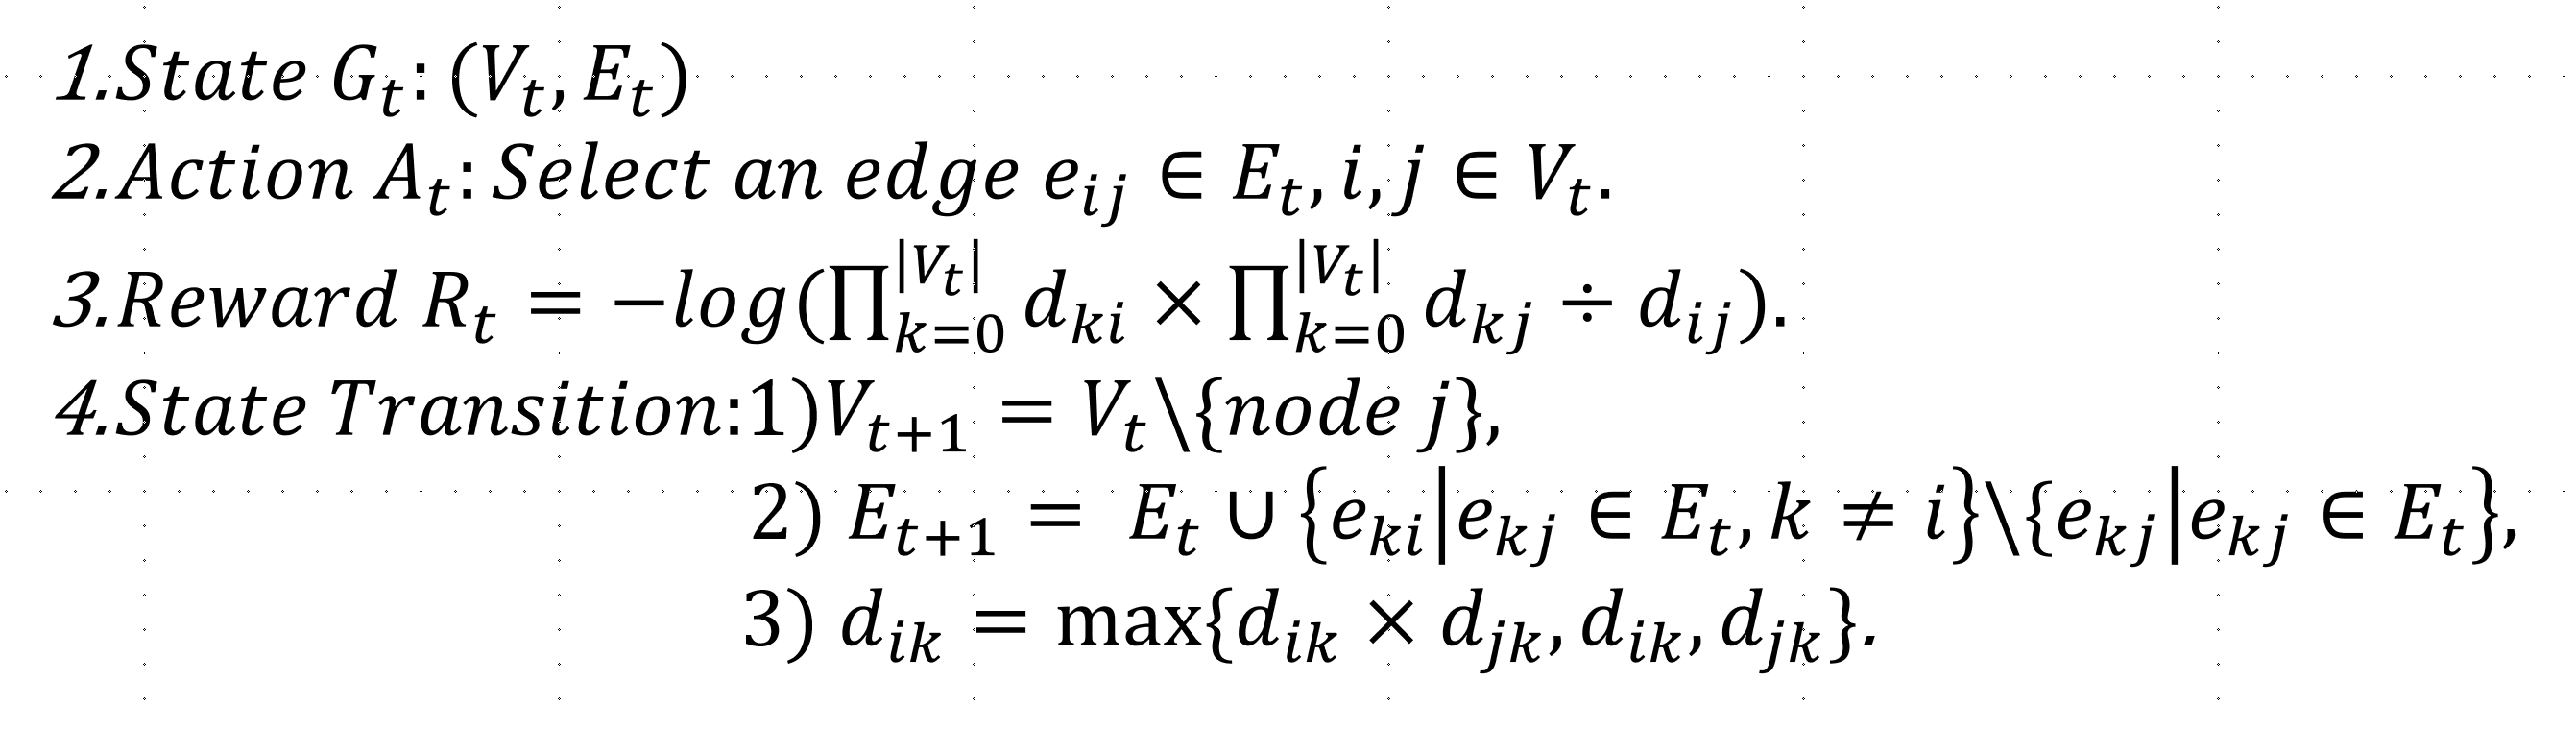 1.State G_t: (V_t, E_t)
2.Action A_t: Select an edge e_{ij} ∈ E_t, i, j ∈ V_t.
3.Reward R_t = −log(∏_{k=0}^{|V_t|} d_{ki} × ∏_{k=0}^{|V_t|} d_{kj} ÷ d_{ij}).
4.State Transition:1)V_{t+1} = V_t\{node j},
2) E_{t+1} = E_t ∪ {e_{ki}|e_{kj} ∈ E_t, k ≠ i}\{e_{kj}|e_{kj} ∈ E_t},
3) d_{ik} = max{d_{ik} × d_{jk}, d_{ik}, d_{jk}}.